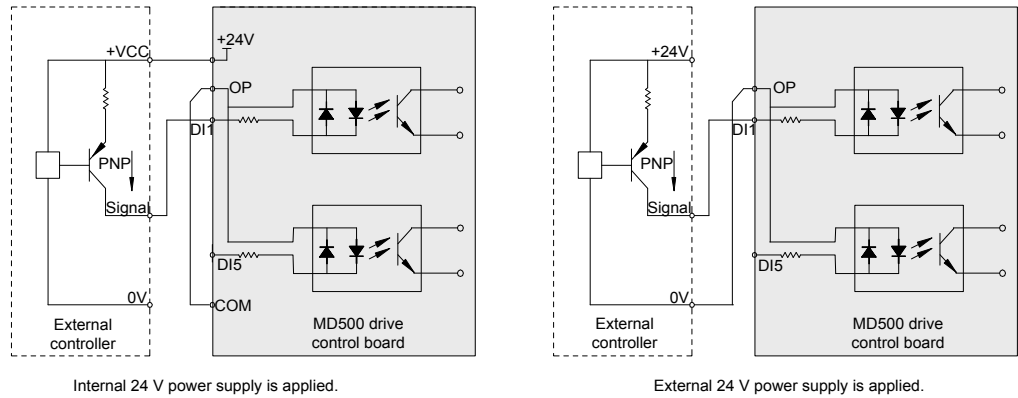 +VCC
+24V
OP
DI1
PNP
Signal
DI5
0V
COM
External
controller
MD500 drive
control board
Internal 24 V power supply is applied.
+24V
OP
DI1
PNP
Signal
DI5
0V
External
controller
MD500 drive
control board
External 24 V power supply is applied.